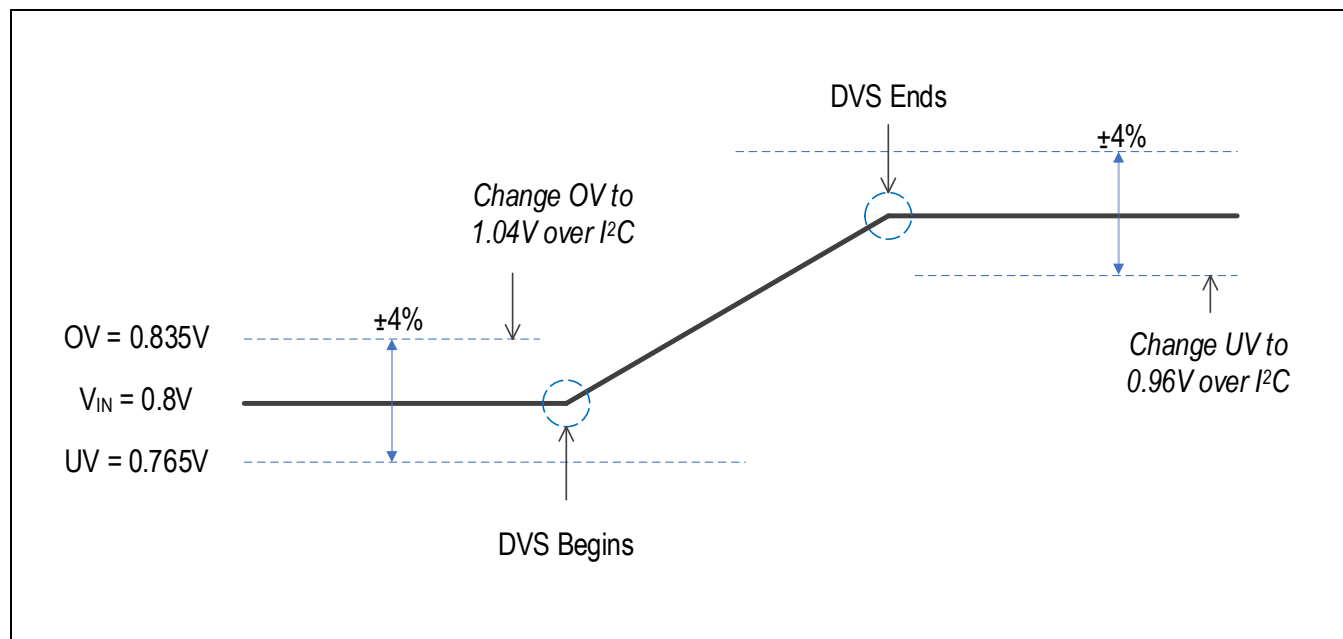 DVS Ends
±4%
Change OV to
1.04V over I²C
±4%
OV = 0.835V
VIN = 0.8V
UV = 0.765V
Change UV to
0.96V over I²C
DVS Begins